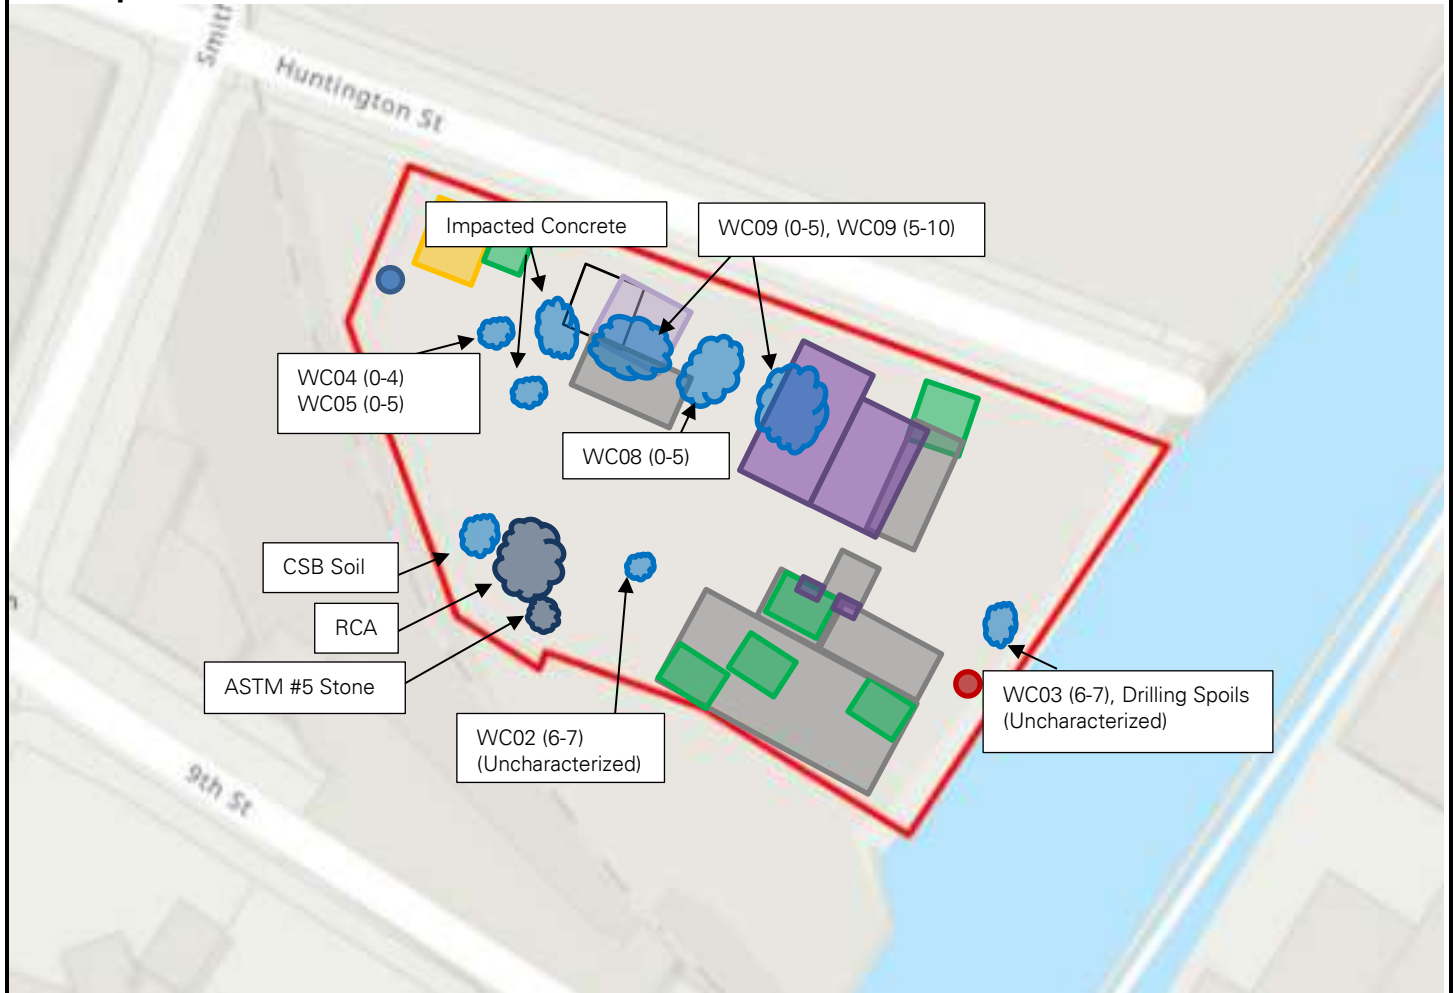 Smith
Huntington St
Impacted Concrete
WC09 (0-5), WC09 (5-10)
WC04 (0-4)
WC05 (0-5)
WC08 (0-5)
CSB Soil
RCA
ASTM #5 Stone
WC02 (6-7)
(Uncharacterized)
WC03 (6-7), Drilling Spoils
(Uncharacterized)
9th St